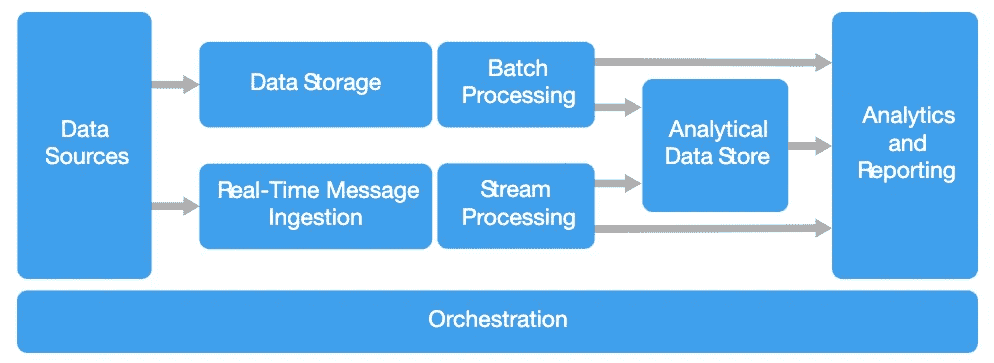 Data
Sources
Data Storage
Batch
Processing
Real-Time Message
Ingestion
Stream
Processing
Analytical
Data Store
Analytics
and
Reporting
Orchestration